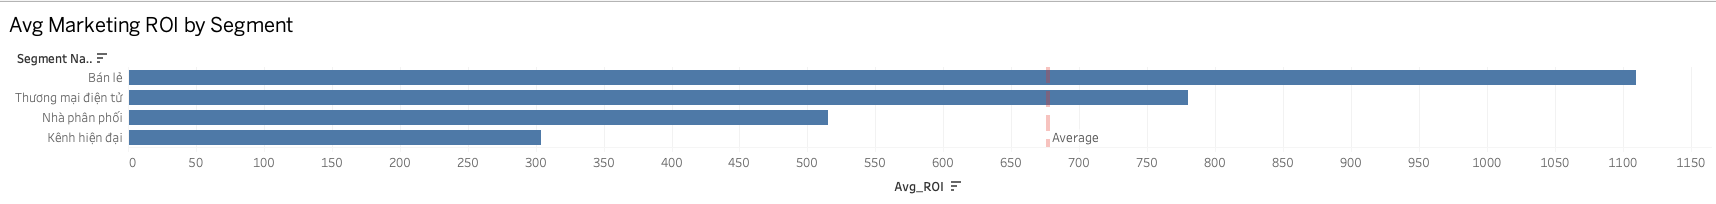 Avg Marketing ROI by Segment
Segment Na..
Bán lẻ
Thương mại điện tử
Nhà phân phối
Kênh hiện đại
Average
0 50 100 150 200 250 300 350 400 450 500 550 600 650 700 750 800 850 900 950 1000 1050 1100 1150
Avg_ROI